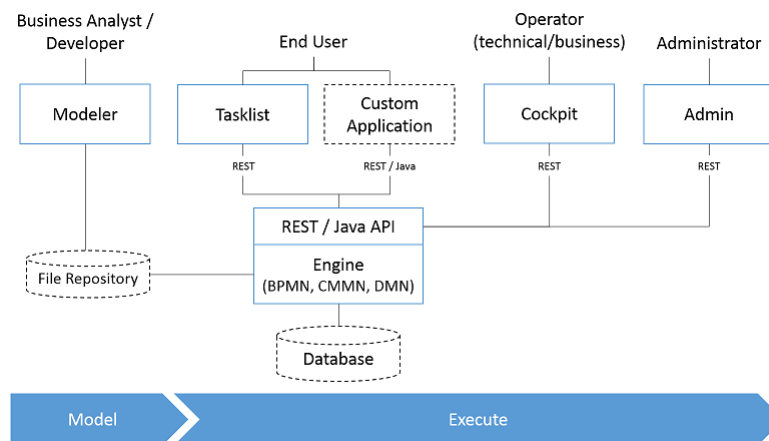 Business Analyst /
Developer
End User
Operator
(technical/business)
Administrator
Modeler
Tasklist
Custom
Application
Cockpit
Admin
REST
REST / Java
REST
REST
REST / Java API
Engine
(BPMN, CMMN, DMN)
File Repository
Database
Model
Execute